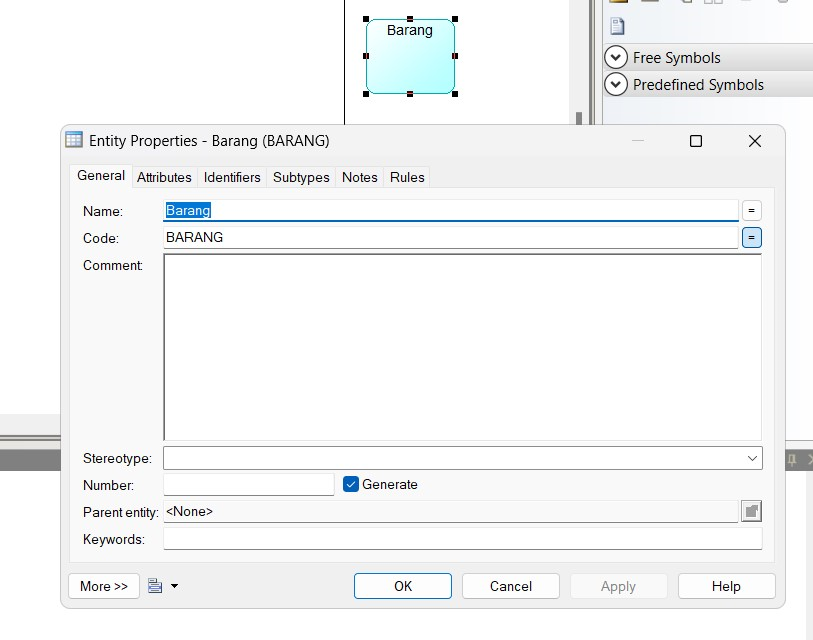 Barang
Free Symbols
Predefined Symbols
Entity Properties - Barang (BARANG)
General Attributes Identifiers Subtypes Notes Rules
Name: Barang =
Code: BARANG =
Comment:
Stereotype:
Number: Generate
Parent entity: <None>
Keywords:
More >> OK Cancel Apply Help